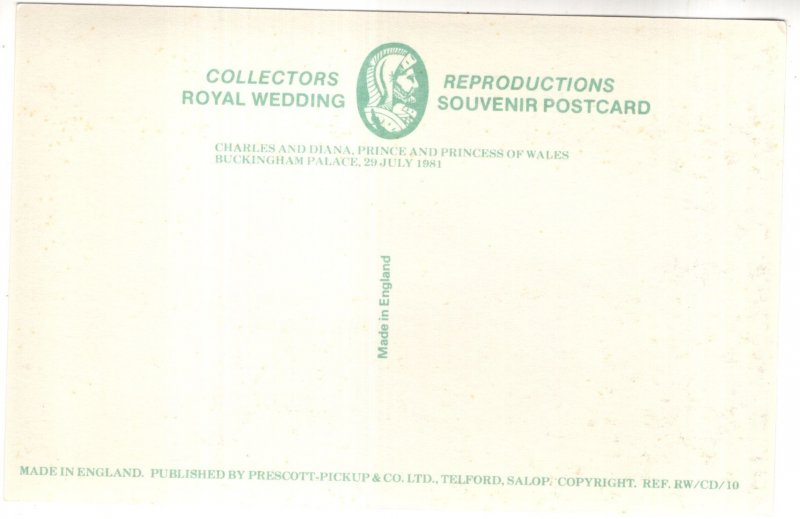 COLLECTORS REPRODUCTIONS
ROYAL WEDDING SOUVENIR POSTCARD
CHARLES AND DIANA, PRINCE AND PRINCESS OF WALES
BUCKINGHAM PALACE, 29 JULY 1981
Made in England
MADE IN ENGLAND. PUBLISHED BY PRESCOTT-PICKUP & CO. LTD., TELFORD, SALOP. COPYRIGHT. REF. RW/CD/10